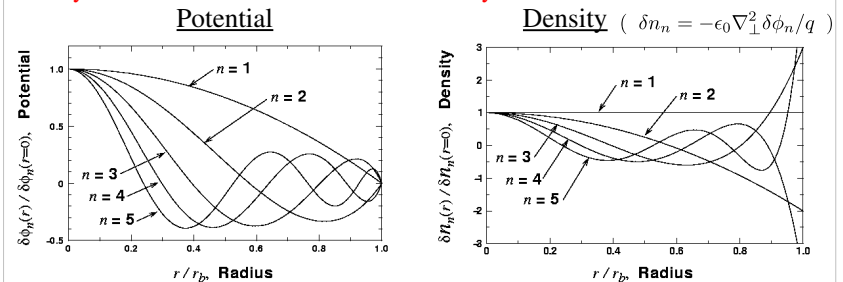 Potential
Density ( δn_n = −ϵ_0 ∇_⊥^2 δϕ_n/q )
δϕ_n(r) / δϕ_n(r=0), Potential
1.0
0.5
0
-0.5
n = 1
n = 2
n = 3
n = 4
n = 5
0.0 0.2 0.4 0.6 0.8 1.0
r / r_b, Radius
δn_n(r) / δn_n(r=0), Density
3
2
1
0
-1
-2
-3
n = 1
n = 2
n = 3
n = 4
n = 5
0.0 0.2 0.4 0.6 0.8 1.0
r / r_b, Radius